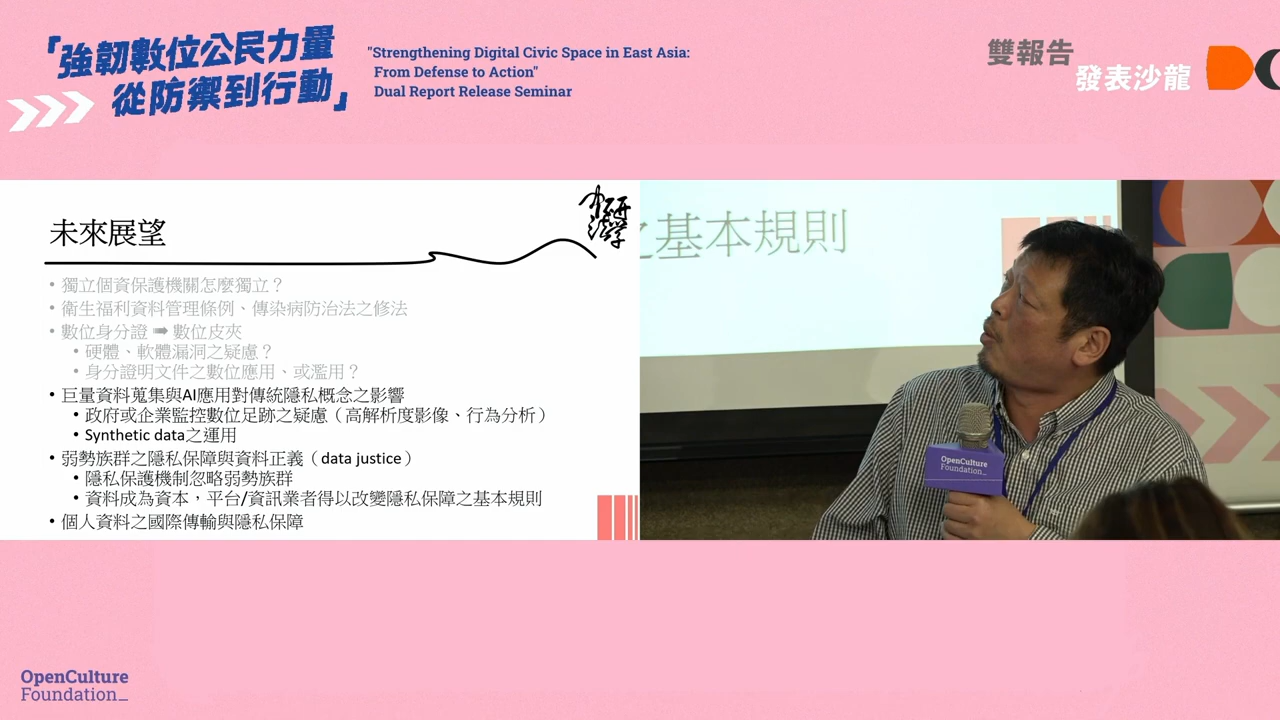 「強韌數位公民力量
從防禦到行動」
"Strengthening Digital Civic Space in East Asia:
From Defense to Action"
Dual Report Release Seminar
雙報告
發表沙龍
未來展望
中研法學
• 獨立個資保護機關怎麼獨立？
• 衛生福利資料管理條例、傳染病防治法之修法
• 數位身分證 ➡ 數位皮夾
• 硬體、軟體漏洞之疑慮？
• 身分證明文件之數位應用、或濫用？
• 巨量資料蒐集與AI應用對傳統隱私概念之影響
• 政府或企業監控數位足跡之疑慮（高解析度影像、行為分析）
• Synthetic data之運用
• 弱勢族群之隱私保障與資料正義（data justice）
• 隱私保護機制忽略弱勢族群
• 資料成為資本，平台/資訊業者得以改變隱私保障之基本規則
• 個人資料之國際傳輸與隱私保障
之基本規則
OpenCulture
Foundation_
OpenCulture
Foundation_